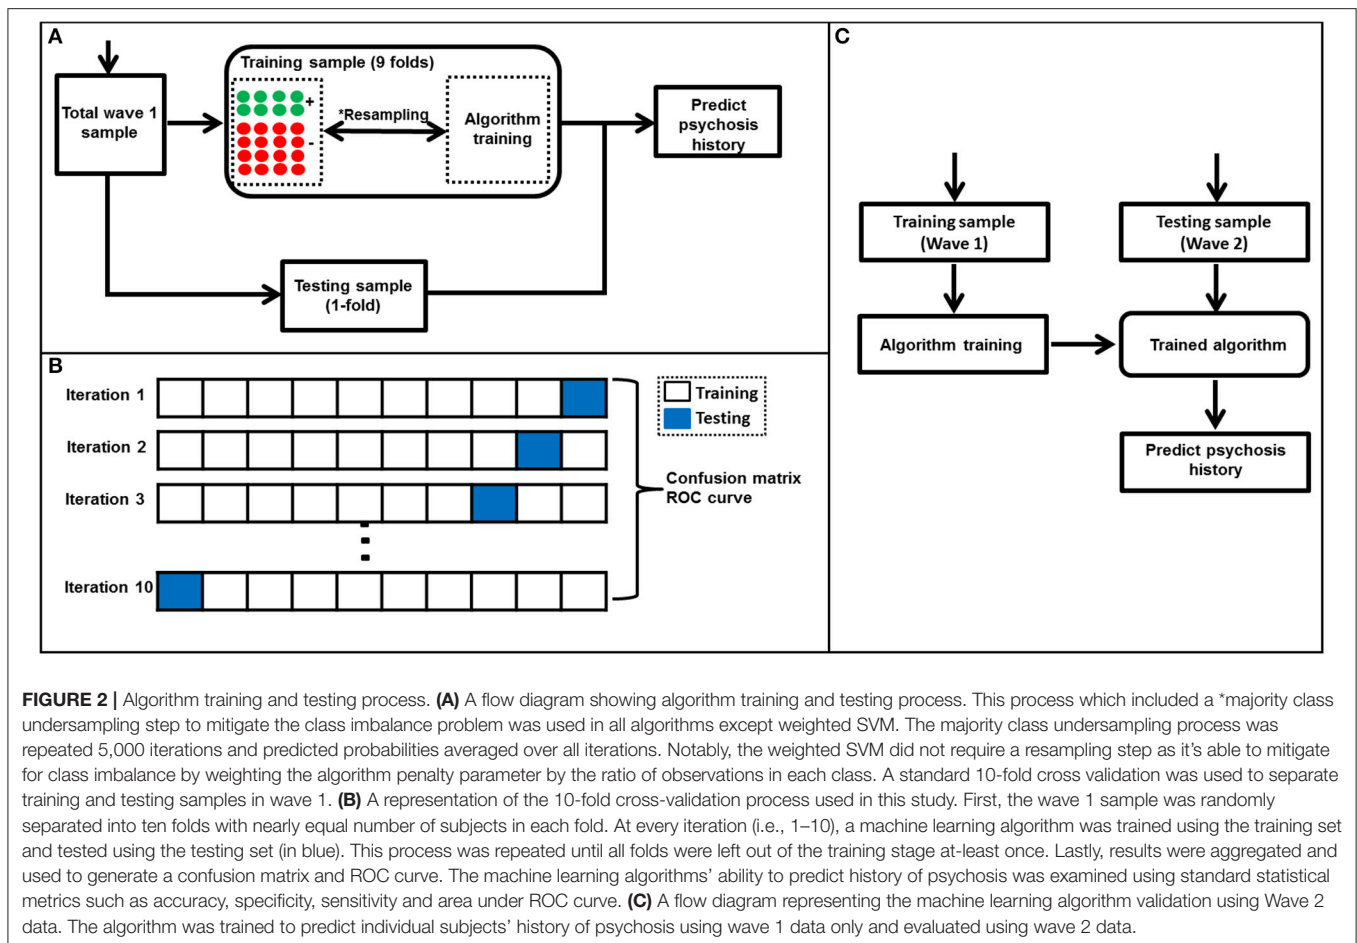 A
Training sample (9 folds)
Total wave 1
sample
+
-
*Resampling
Algorithm
training
Predict
psychosis
history
Testing sample
(1-fold)
B
Iteration 1
Iteration 2
Iteration 3
Iteration 10
Training
Testing
Confusion matrix
ROC curve
C
Training sample
(Wave 1)
Testing sample
(Wave 2)
Algorithm training
Trained algorithm
Predict psychosis
history
FIGURE 2 | Algorithm training and testing process. (A) A flow diagram showing algorithm training and testing process. This process which included a *majority class
undersampling step to mitigate the class imbalance problem was used in all algorithms except weighted SVM. The majority class undersampling process was
repeated 5,000 iterations and predicted probabilities averaged over all iterations. Notably, the weighted SVM did not require a resampling step as it's able to mitigate
for class imbalance by weighting the algorithm penalty parameter by the ratio of observations in each class. A standard 10-fold cross validation was used to separate
training and testing samples in wave 1. (B) A representation of the 10-fold cross-validation process used in this study. First, the wave 1 sample was randomly
separated into ten folds with nearly equal number of subjects in each fold. At every iteration (i.e., 1–10), a machine learning algorithm was trained using the training set
and tested using the testing set (in blue). This process was repeated until all folds were left out of the training stage at-least once. Lastly, results were aggregated and
used to generate a confusion matrix and ROC curve. The machine learning algorithms' ability to predict history of psychosis was examined using standard statistical
metrics such as accuracy, specificity, sensitivity and area under ROC curve. (C) A flow diagram representing the machine learning algorithm validation using Wave 2
data. The algorithm was trained to predict individual subjects' history of psychosis using wave 1 data only and evaluated using wave 2 data.